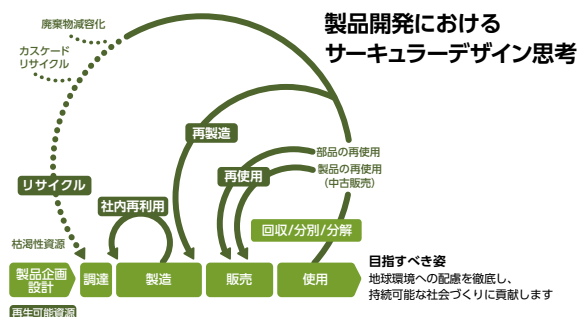 製品開発における
サーキュラーデザイン思考
廃棄物減容化
カスケード
リサイクル
再製造
部品の再使用
製品の再使用
（中古販売）
再使用
リサイクル
社内再利用
回収/分別/分解
枯渇性資源
製品企画
設計
調達
製造
販売
使用
再生可能資源
目指すべき姿
地球環境への配慮を徹底し、
持続可能な社会づくりに貢献します